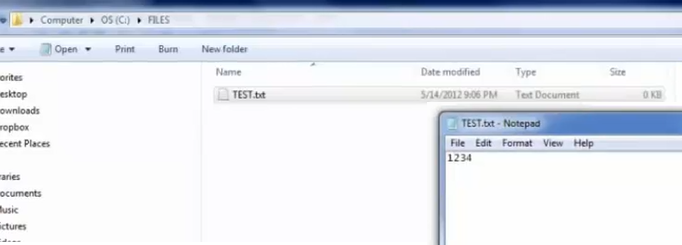 Computer OS (C:) FILES
Open Print Burn New folder
Name Date modified Type Size
TEST.txt 5/14/2012 9:06 PM Text Document 0 KB
TEST.txt - Notepad
File Edit Format View Help
1234
orites
esktop
ownloads
ropbox
ecent Places
raries
ocuments
Music
ictures